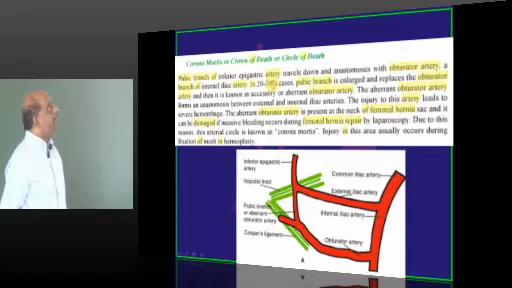 Corona Mortis or Crown of Death or Circle of Death
Pubic branch of inferior epigastric artery travels down and anastomoses with obturator artery, a
branch of internal iliac artery. In 20-30% cases, pubic branch is enlarged and replaces the obturator
artery and then it is known as accessory or aberrant obturator artery. The aberrant obturator artery
forms an anastomosis between external and internal iliac arteries. The injury to this artery leads to
severe hemorrhage. The aberrant obturator artery is present at the neck of femoral hernia sac and it
can be damaged if massive bleeding occurs during femoral hernia repair by laparoscopy. Due to this
reason, this arterial circle is known as "corona mortis". Injury in this area usually occurs during
fixation of mesh in hernioplasty.
Inferior epigastric
artery
Iliopubic tract
Pubic branch
or aberrant
obturator artery
Cooper's ligament
Common iliac artery
External iliac artery
Internal iliac artery
Obturator artery
A